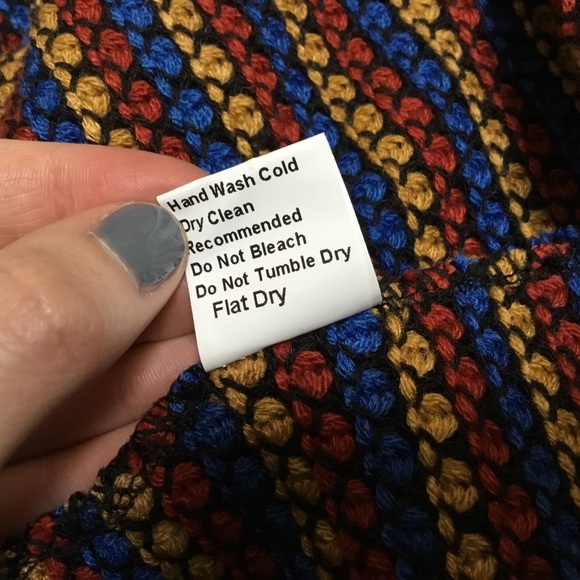 Hand Wash Cold
Dry Clean
Recommended
Do Not Bleach
Do Not Tumble Dry
Flat Dry